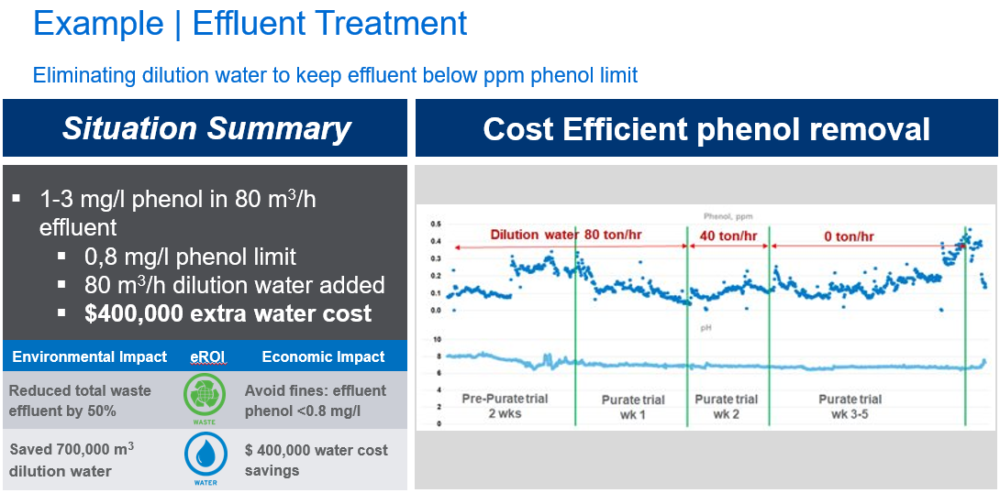 Example | Effluent Treatment
Eliminating dilution water to keep effluent below ppm phenol limit
Situation Summary
▪ 1-3 mg/l phenol in 80 m³/h
effluent
▪ 0,8 mg/l phenol limit
▪ 80 m³/h dilution water added
▪ $400,000 extra water cost
Environmental Impact eROI Economic Impact
Reduced total waste
effluent by 50%
WASTE
Avoid fines: effluent
phenol <0.8 mg/l
Saved 700,000 m³
dilution water
WATER
$ 400,000 water cost
savings
Cost Efficient phenol removal
Phenol, ppm
Dilution water 80 ton/hr 40 ton/hr 0 ton/hr
0.5
0.4
0.3
0.2
0.1
0.0
pH
10
8
6
4
2
0
Pre-Purate trial
2 wks
Purate trial
wk 1
Purate trial
wk 2
Purate trial
wk 3-5